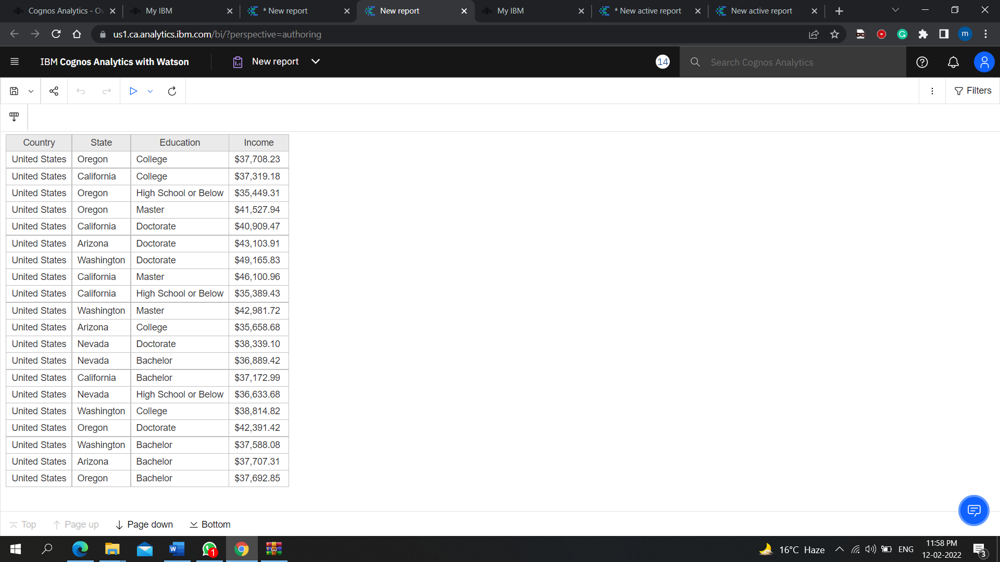 Cognos Analytics - Ov
My IBM
* New report
New report
My IBM
* New active report
New active report
us1.ca.analytics.ibm.com/bi/?perspective=authoring
m
IBM Cognos Analytics with Watson
New report
14
Search Cognos Analytics
Filters
Country State Education Income
United States Oregon College $37,708.23
United States California College $37,319.18
United States Oregon High School or Below $35,449.31
United States Oregon Master $41,527.94
United States California Doctorate $40,909.47
United States Arizona Doctorate $43,103.91
United States Washington Doctorate $49,165.83
United States California Master $46,100.96
United States California High School or Below $35,389.43
United States Washington Master $42,981.72
United States Arizona College $35,658.68
United States Nevada Doctorate $38,339.10
United States Nevada Bachelor $36,889.42
United States California Bachelor $37,172.99
United States Nevada High School or Below $36,633.68
United States Washington College $38,814.82
United States Oregon Doctorate $42,391.42
United States Washington Bachelor $37,588.08
United States Arizona Bachelor $37,707.31
United States Oregon Bachelor $37,692.85
Top Page up Page down Bottom
W
1
16°C Haze
ENG
11:58 PM
12-02-2022
3